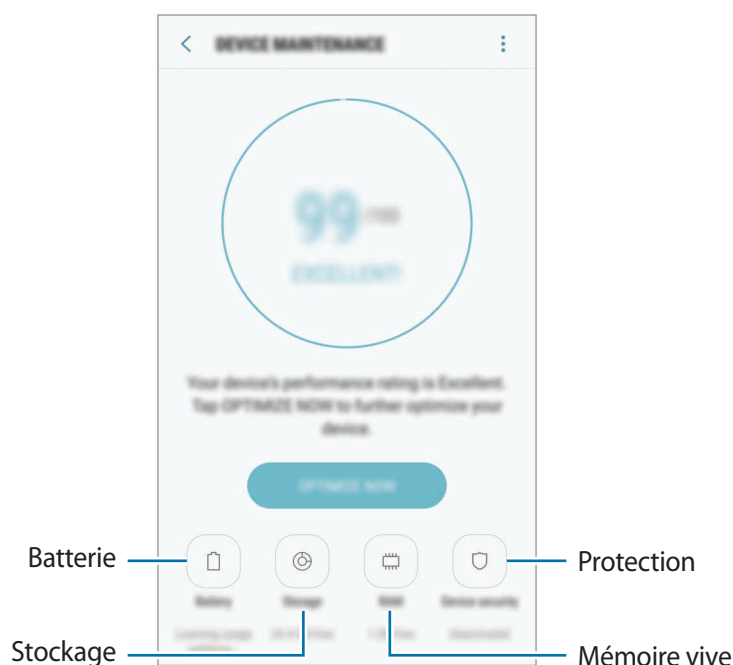 DEVICE MAINTENANCE
99 /100
EXCELLENT!
Your device's performance rating is Excellent.
Tap OPTIMIZE NOW to further optimize your
device.
OPTIMIZE NOW
Batterie
Protection
Battery
Storage
RAM
Device security
Stockage
Mémoire vive